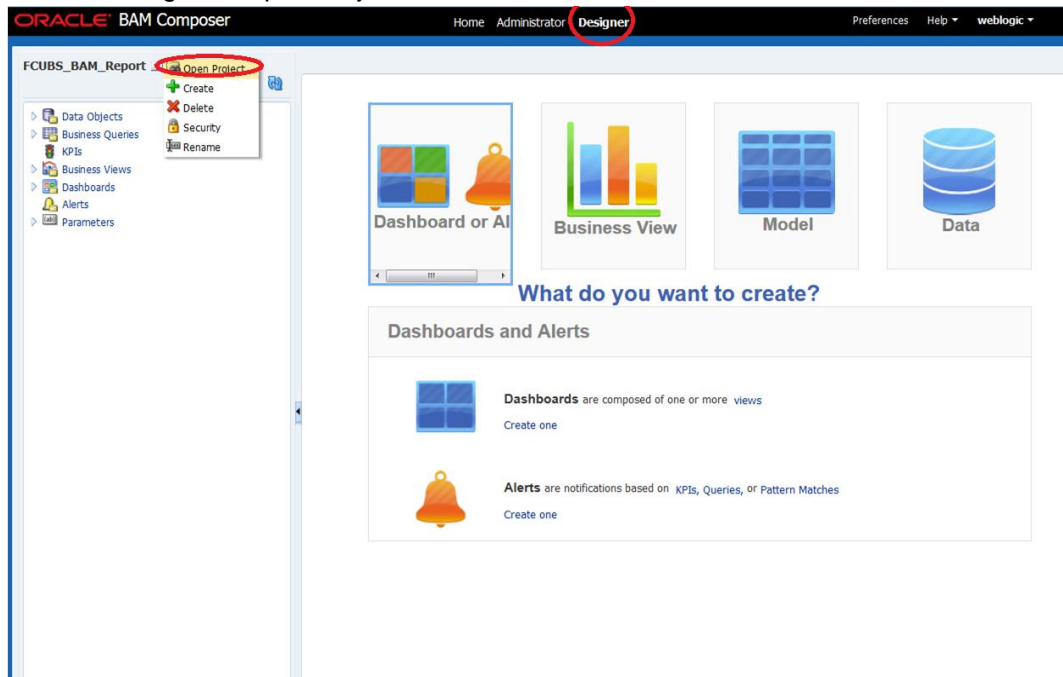 ORACLE BAM Composer
Home Administrator Designer
Preferences Help weblogic
FCUBS_BAM_Report
Open Project
Create
Delete
Security
Rename
Data Objects
Business Queries
KPIs
Business Views
Dashboards
Alerts
Parameters
Dashboard or Al
Business View
Model
Data
What do you want to create?
Dashboards and Alerts
Dashboards are composed of one or more views
Create one
Alerts are notifications based on KPIs, Queries, or Pattern Matches
Create one